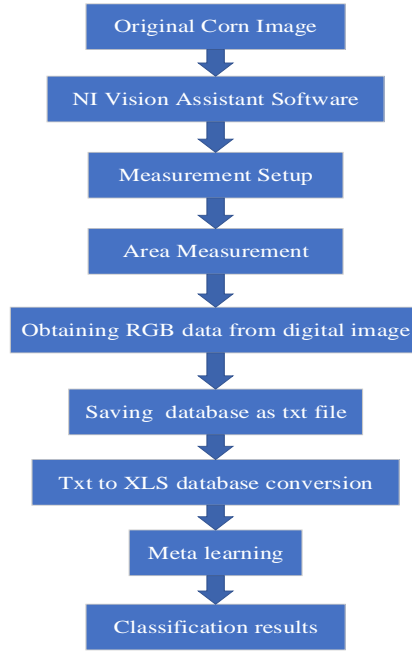 Original Corn Image
NI Vision Assistant Software
Measurement Setup
Area Measurement
Obtaining RGB data from digital image
Saving database as txt file
Txt to XLS database conversion
Meta learning
Classification results